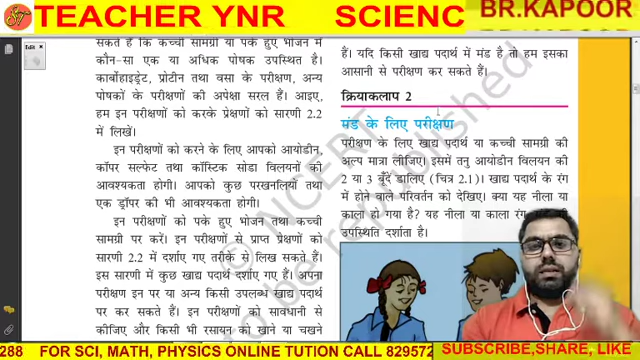 TEACHER YNR SCIENC
BR.KAPOOR
सकते हैं कि कच्ची सामग्री या पके हुए भोजन में
कौन-सा एक या अधिक पोषक उपस्थित है।
कार्बोहाइड्रेट, प्रोटीन तथा वसा के परीक्षण, अन्य
पोषकों के परीक्षणों की अपेक्षा सरल हैं। आइए,
हम इन परीक्षणों को करके प्रेक्षणों को सारणी 2.2
में लिखें।
इन परीक्षणों को करने के लिए आपको आयोडीन,
कॉपर सल्फेट तथा कॉस्टिक सोडा विलयनों की
आवश्यकता होगी। आपको कुछ परखनलियों तथा
एक ड्रॉपर की भी आवश्यकता होगी।
इन परीक्षणों को पके हुए भोजन तथा कच्ची
सामग्री पर करें। इन परीक्षणों से प्राप्त प्रेक्षणों को
सारणी 2.2 में दर्शाए गए तरीके से लिख सकते हैं।
इस सारणी में कुछ खाद्य पदार्थ दर्शाए गए हैं। अपना
परीक्षण इन पर या अन्य किसी उपलब्ध खाद्य पदार्थ
पर कर सकते हैं। इन परीक्षणों को सावधानी से
कीजिए और किसी भी रसायन को खाने या चखने
हैं। यदि किसी खाद्य पदार्थ में मंड है तो हम इसका
आसानी से परीक्षण कर सकते हैं।
क्रियाकलाप 2
मंड के लिए परीक्षण
परीक्षण के लिए खाद्य पदार्थ या कच्ची सामग्री की
अल्प मात्रा लीजिए। इसमें तनु आयोडीन विलयन की
2 या 3 बूँदें डालिए (चित्र 2.1)। खाद्य पदार्थ के रंग
में होने वाले परिवर्तन को देखिए। क्या यह नीला या
काला हो गया है? यह नीला या काला रंग
उपस्थिति दर्शाता है।
288 FOR SCI, MATH, PHYSICS ONLINE TUTION CALL 829572
SUBSCRIBE,SHARE, LIKE